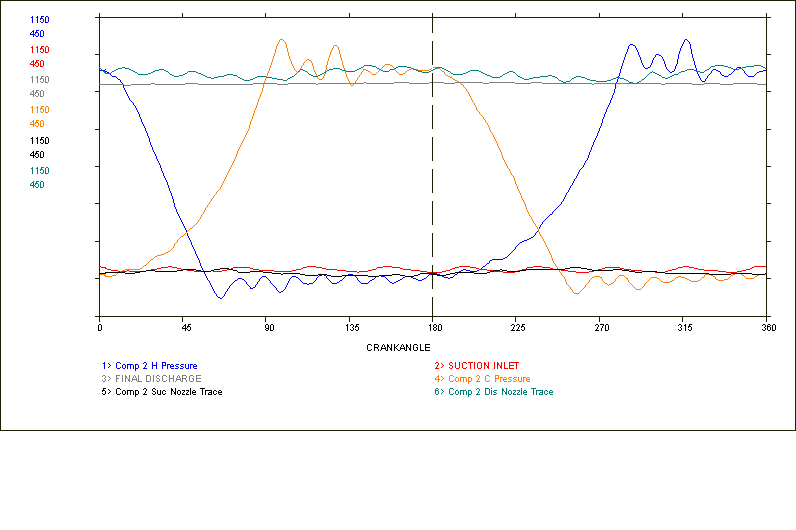 1150
450
1150
450
1150
450
1150
450
1150
450
1150
450
0 45 90 135 180 225 270 315 360
CRANKANGLE
1> Comp 2 H Pressure 2> SUCTION INLET
3> FINAL DISCHARGE 4> Comp 2 C Pressure
5> Comp 2 Suc Nozzle Trace 6> Comp 2 Dis Nozzle Trace